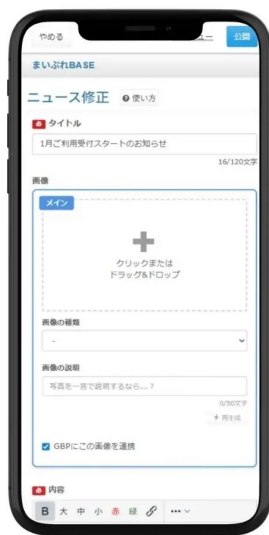 やめる
ュー
公開
まいぷれBASE
ニュース修正
使い方
タイトル
1月ご利用受付スタートのお知らせ
16/120文字
画像
メイン
クリックまたは
ドラッグ&ドロップ
画像の種類
-
画像の説明
写真を一言で説明するなら...?
0/50文字
再生成
GBPにこの画像を連携
内容
B 大 中 小 赤 緑